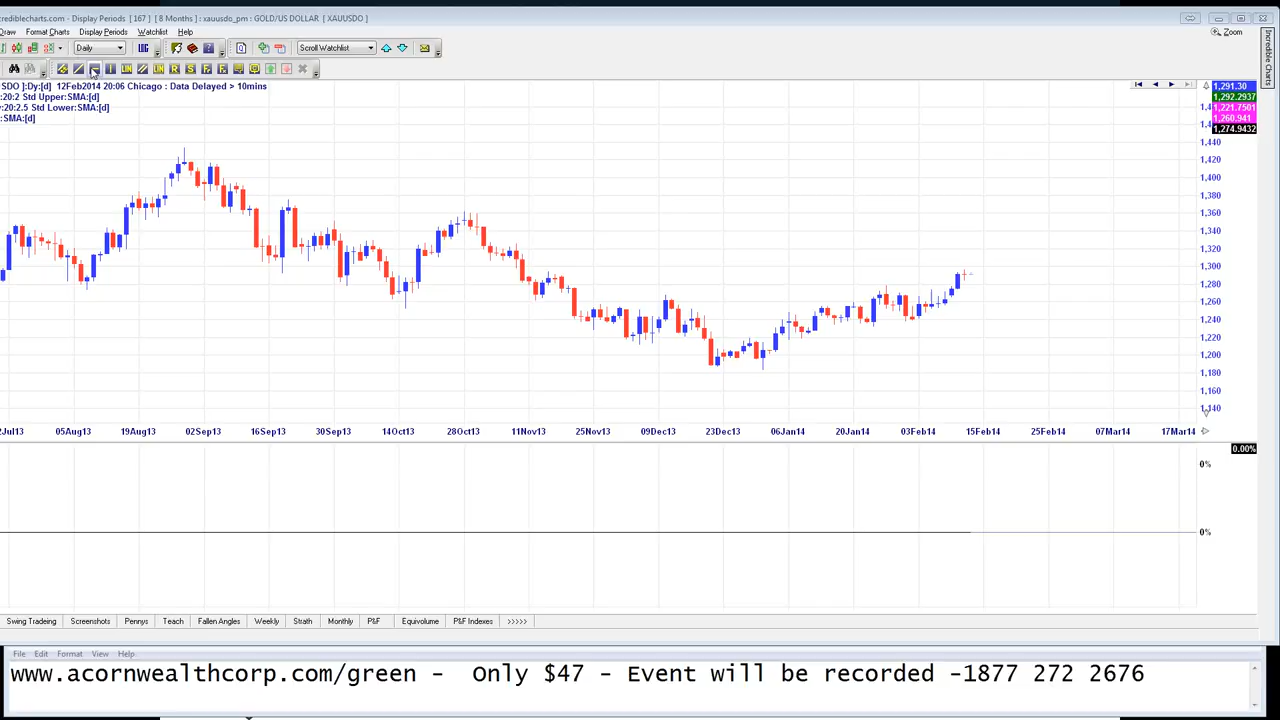 crediblecharts.com - Display Periods [ 167 ] [ 8 Months ] : xauusdo_pm : GOLD/US DOLLAR [ XAUUSDO ]
Draw Format Charts Display Periods Watchlist Help
Zoom
Daily Scroll Watchlist
Incredible Charts
SDO ]:Dy:[d] 12Feb2014 20:06 Chicago : Data Delayed > 10mins
:20:2 Std Upper:SMA:[d]
:20:2.5 Std Lower:SMA:[d]
:SMA:[d]
1,291.30
1,292.2937
1,221.7501
1,260.941
1,274.9432
1,440
1,420
1,400
1,380
1,360
1,340
1,320
1,300
1,280
1,260
1,240
1,220
1,200
1,180
1,160
1,140
2Jul13 05Aug13 19Aug13 02Sep13 16Sep13 30Sep13 14Oct13 28Oct13 11Nov13 25Nov13 09Dec13 23Dec13 06Jan14 20Jan14 03Feb14 15Feb14 25Feb14 07Mar14 17Mar14
0.00%
0%
0%
Swing Tradeing Screenshots Pennys Teach Fallen Angles Weekly Strath Monthly P&F Equivolume P&F Indexes >>>>>
File Edit Format View Help
www.acornwealthcorp.com/green - Only $47 - Event will be recorded -1877 272 2676